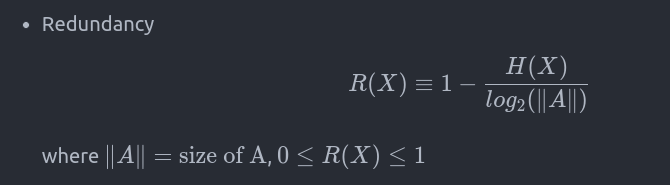 • Redundancy
R(X) ≡ 1 − H(X) / log₂(‖A‖)
where ‖A‖ = size of A, 0 ≤ R(X) ≤ 1